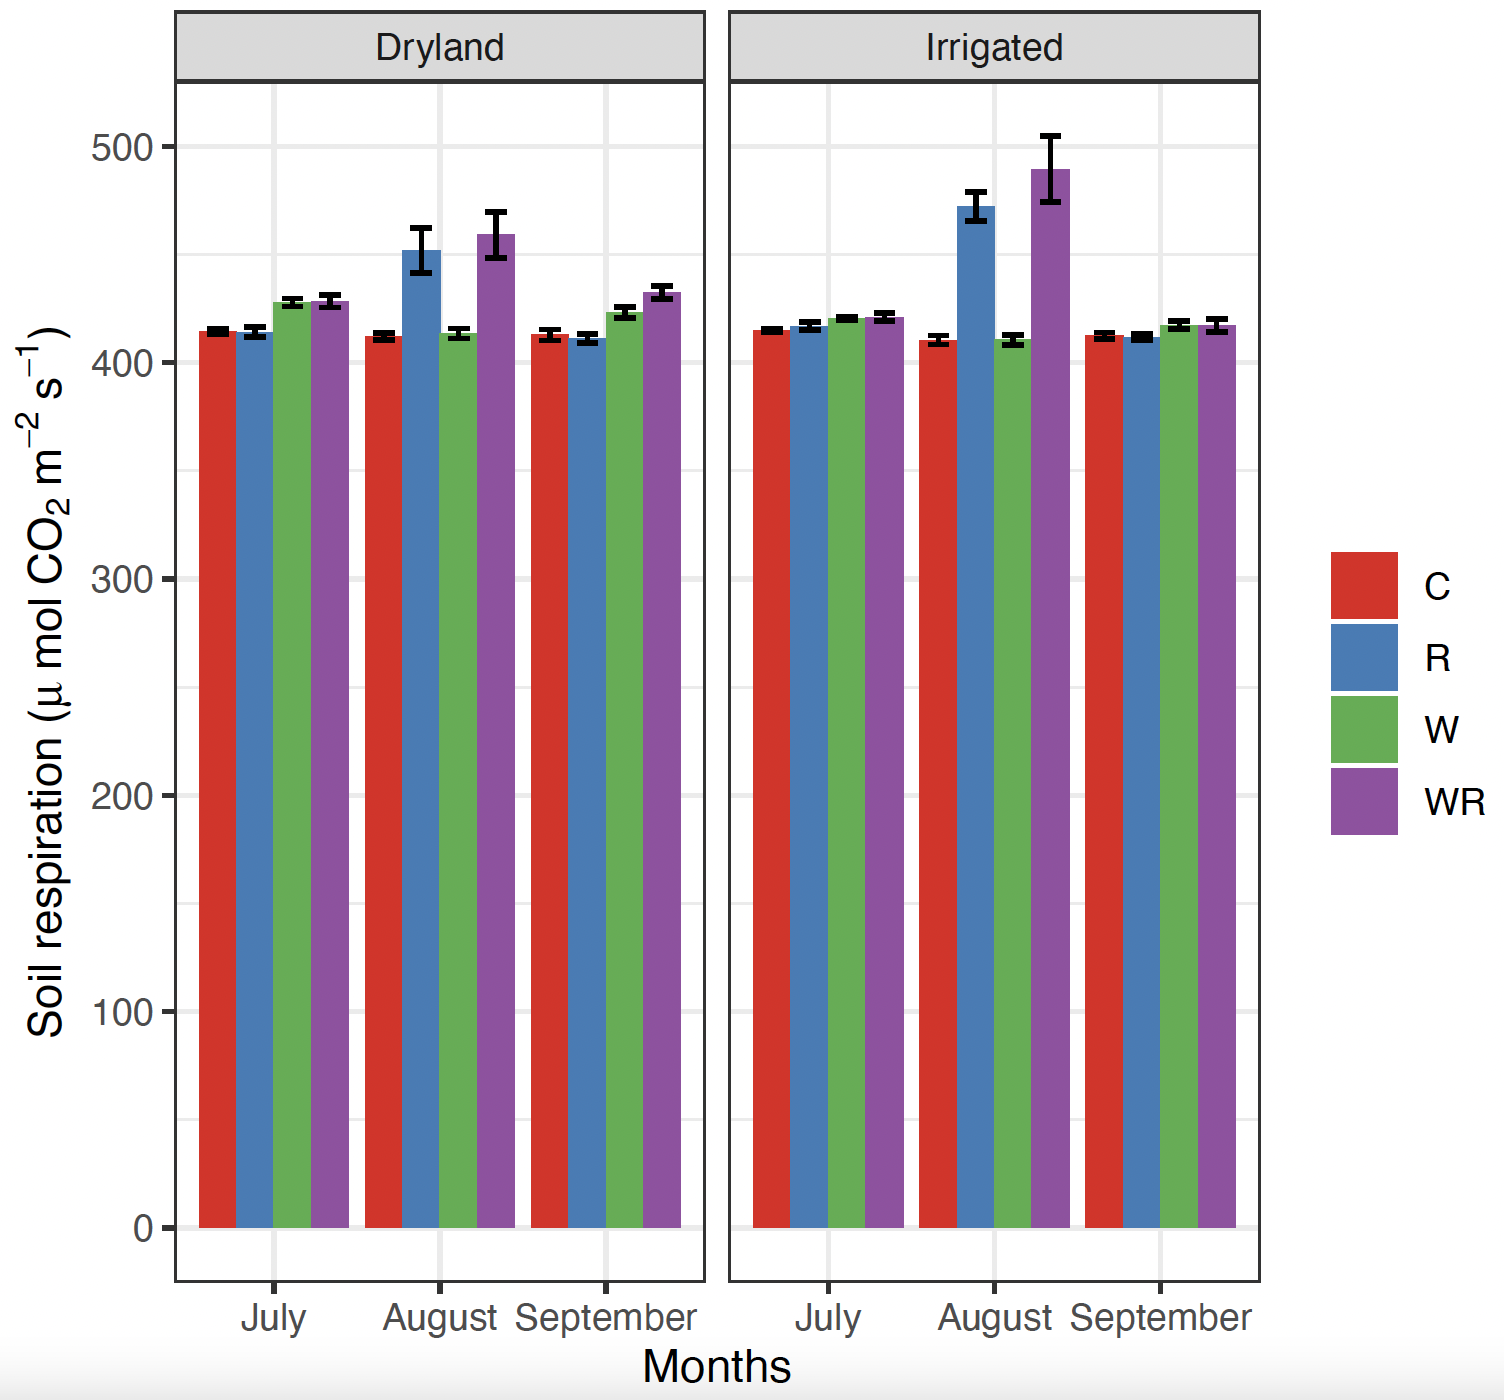 Dryland
Irrigated
Soil respiration (μ mol CO₂ m⁻² s⁻¹)
500
400
300
200
100
0
July August September
July August September
Months
C
R
W
WR